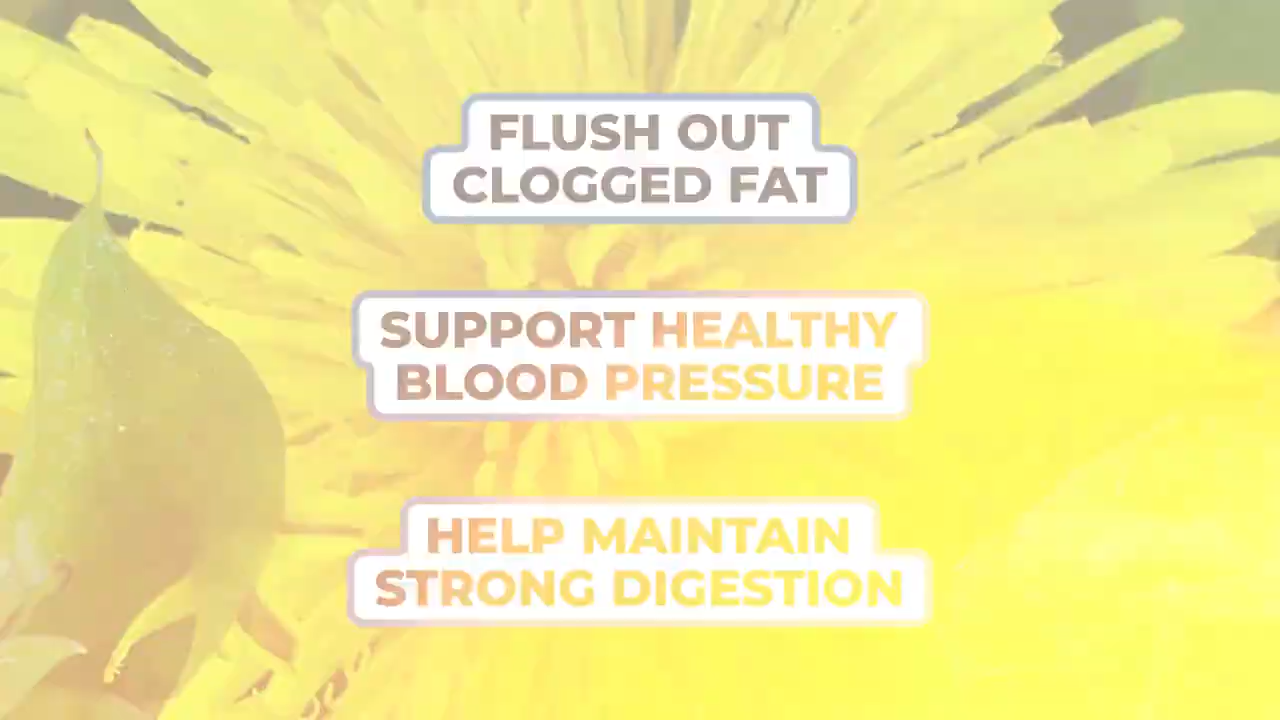 FLUSH OUT
CLOGGED FAT
SUPPORT HEALTHY
BLOOD PRESSURE
HELP MAINTAIN
STRONG DIGESTION